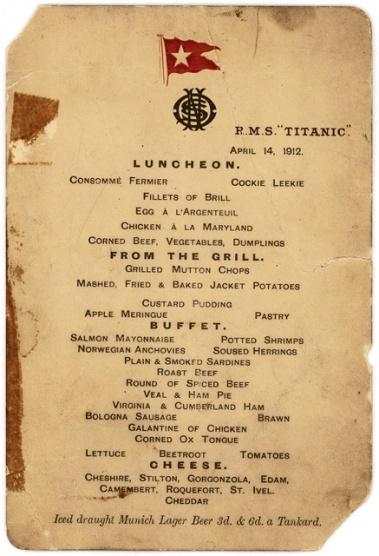 R.M.S. "TITANIC."
APRIL 14, 1912.
LUNCHEON.
CONSOMMÉ FERMIER COCKIE LEEKIE
FILLETS OF BRILL
EGG À L'ARGENTEUIL
CHICKEN À LA MARYLAND
CORNED BEEF, VEGETABLES, DUMPLINGS
FROM THE GRILL.
GRILLED MUTTON CHOPS
MASHED, FRIED & BAKED JACKET POTATOES
CUSTARD PUDDING
APPLE MERINGUE PASTRY
BUFFET.
SALMON MAYONNAISE POTTED SHRIMPS
NORWEGIAN ANCHOVIES SOUSED HERRINGS
PLAIN & SMOKED SARDINES
ROAST BEEF
ROUND OF SPICED BEEF
VEAL & HAM PIE
VIRGINIA & CUMBERLAND HAM
BOLOGNA SAUSAGE BRAWN
GALANTINE OF CHICKEN
CORNED OX TONGUE
LETTUCE BEETROOT TOMATOES
CHEESE.
CHESHIRE, STILTON, GORGONZOLA, EDAM,
CAMEMBERT, ROQUEFORT, ST. IVEL.
CHEDDAR
Iced draught Munich Lager Beer 3d. & 6d. a Tankard.